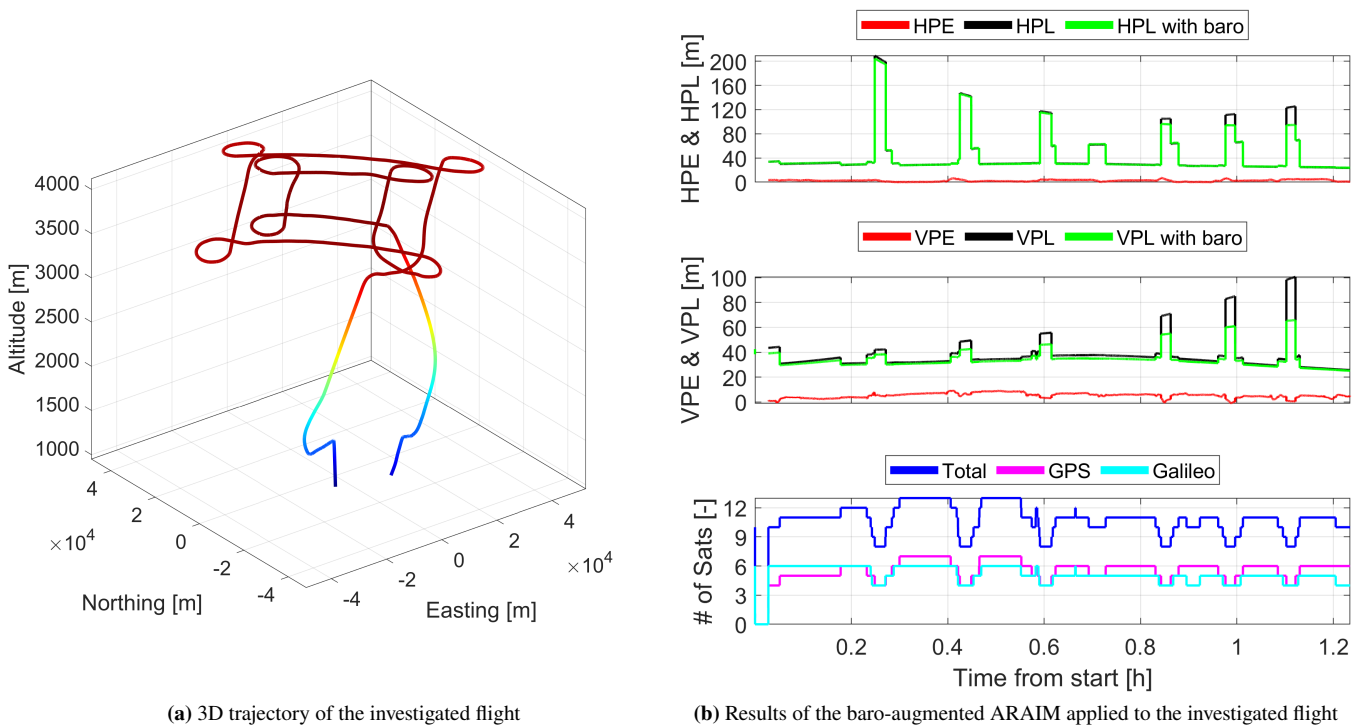 4000
3500
3000
2500
2000
1500
1000
Altitude [m]
4
2
0
-2
-4
×10⁴
Northing [m]
-4
-2
0
2
4
×10⁴
Easting [m]
(a) 3D trajectory of the investigated flight
HPE HPL HPL with baro
HPE & HPL [m]
200
160
120
80
40
0
VPE VPL VPL with baro
VPE & VPL [m]
100
80
60
40
20
0
Total GPS Galileo
# of Sats [-]
12
9
6
3
0
0.2 0.4 0.6 0.8 1 1.2
Time from start [h]
(b) Results of the baro-augmented ARAIM applied to the investigated flight